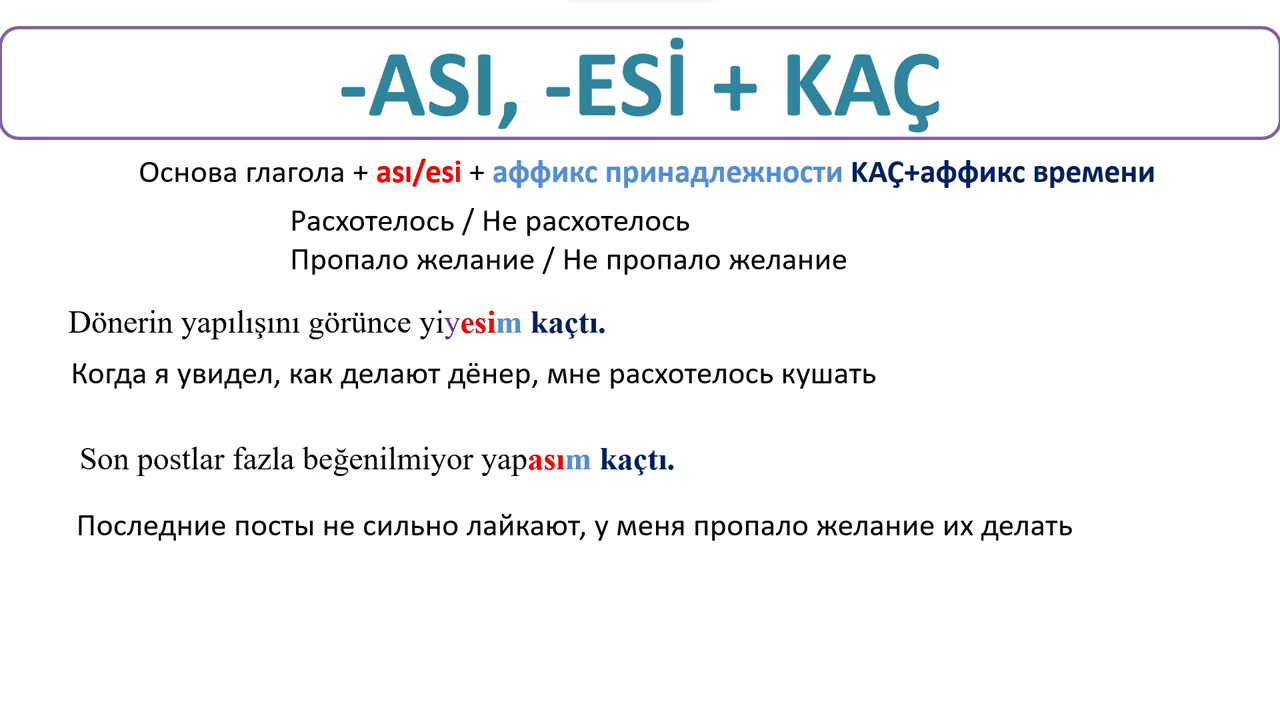 -ASI, -ESİ + KAÇ
Основа глагола + ası/esi + аффикс принадлежности KAÇ+аффикс времени
Расхотелось / Не расхотелось
Пропало желание / Не пропало желание
Dönerin yapılışını görünce yiyesim kaçtı.
Когда я увидел, как делают дёнер, мне расхотелось кушать
Son postlar fazla beğenilmiyor yapasım kaçtı.
Последние посты не сильно лайкают, у меня пропало желание их делать